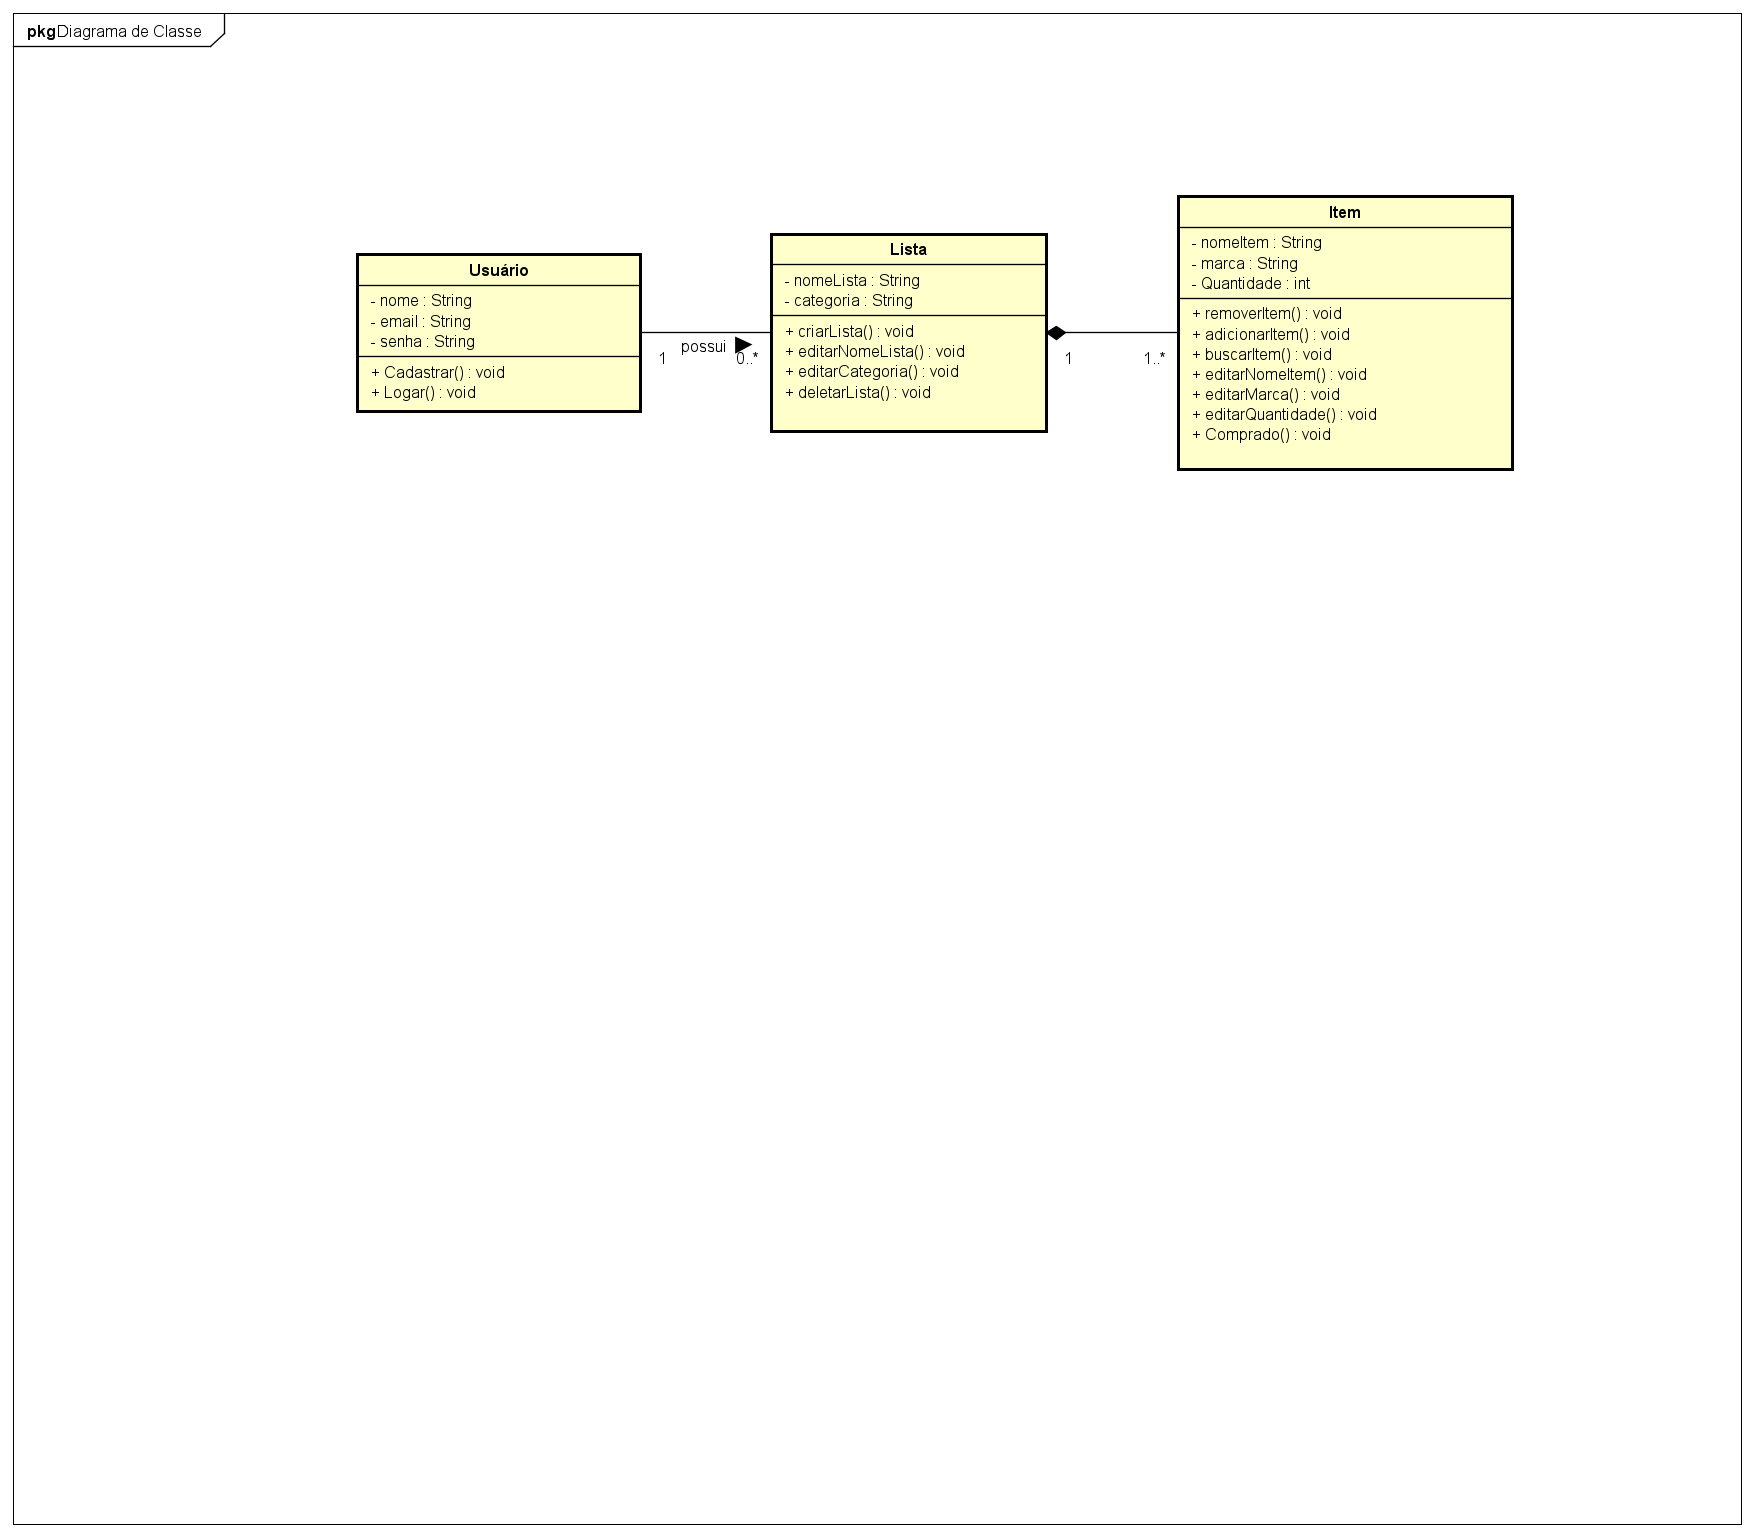 pkg Diagrama de Classe
Usuário
- nome : String
- email : String
- senha : String
+ Cadastrar() : void
+ Logar() : void
1
possui
0..*
Lista
- nomeLista : String
- categoria : String
+ criarLista() : void
+ editarNomeLista() : void
+ editarCategoria() : void
+ deletarLista() : void
1
1..*
Item
- nomeItem : String
- marca : String
- Quantidade : int
+ removerItem() : void
+ adicionarItem() : void
+ buscarItem() : void
+ editarNomeItem() : void
+ editarMarca() : void
+ editarQuantidade() : void
+ Comprado() : void